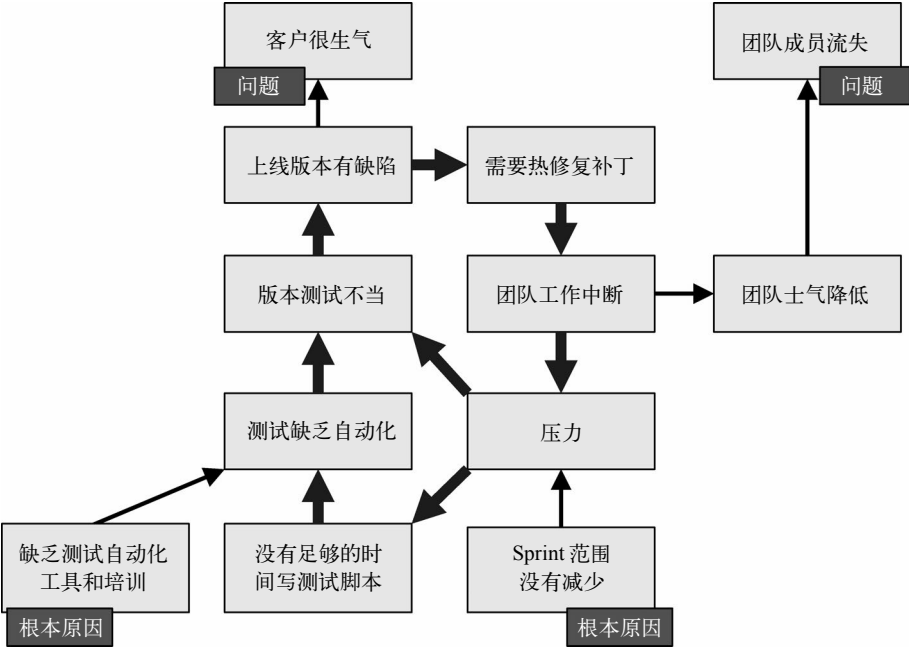 客户很生气
问题
团队成员流失
问题
上线版本有缺陷
需要热修复补丁
版本测试不当
团队工作中断
团队士气降低
测试缺乏自动化
压力
缺乏测试自动化
工具和培训
根本原因
没有足够的时
间写测试脚本
Sprint 范围
没有减少
根本原因